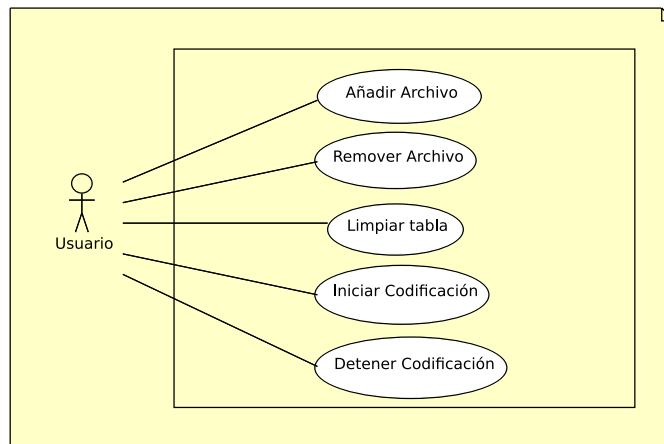 Añadir Archivo
Remover Archivo
Usuario
Limpiar tabla
Iniciar Codificación
Detener Codificación